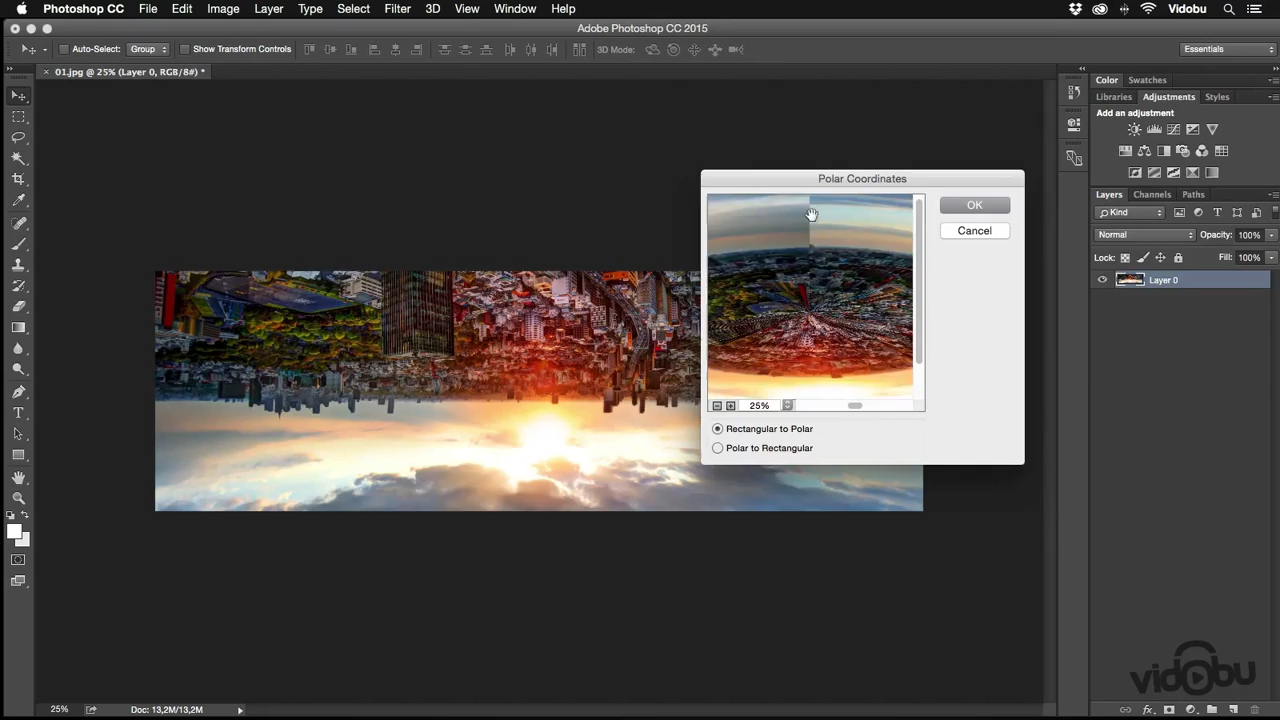 Photoshop CC File Edit Image Layer Type Select Filter 3D View Window Help Vidobu
Adobe Photoshop CC 2015
Auto-Select: Group Show Transform Controls 3D Mode: Essentials
01.jpg @ 25% (Layer 0, RGB/8#) *
Color Swatches
Libraries Adjustments Styles
Add an adjustment
Polar Coordinates
OK
Cancel
25%
Rectangular to Polar
Polar to Rectangular
Layers Channels Paths
Kind
Normal Opacity: 100%
Lock: Fill: 100%
Layer 0
vidobu
25% Doc: 13,2M/13,2M